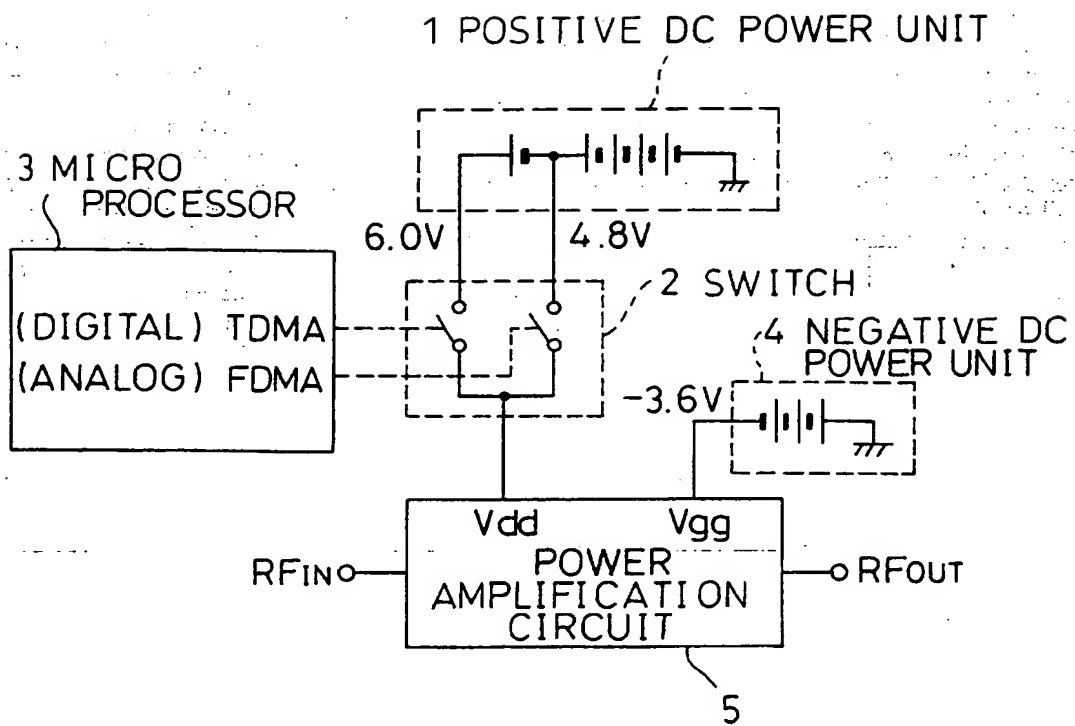 1 POSITIVE DC POWER UNIT
3 MICRO
PROCESSOR
6.0V
4.8V
2 SWITCH
(DIGITAL) TDMA
(ANALOG) FDMA
4 NEGATIVE DC
POWER UNIT
-3.6V
Vdd
Vgg
RFIN
POWER
AMPLIFICATION
CIRCUIT
RFOUT
5